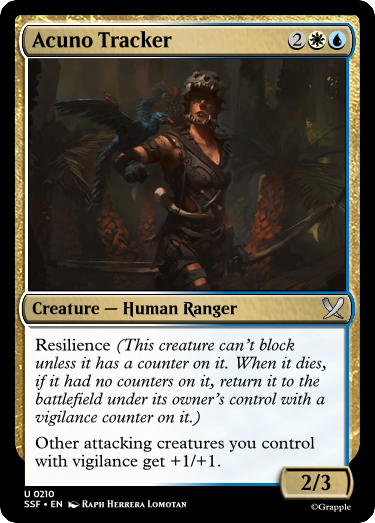 Acuno Tracker 2
Creature — Human Ranger
Resilience (This creature can't block
unless it has a counter on it. When it dies,
if it had no counters on it, return it to the
battlefield under its owner's control with a
vigilance counter on it.)
Other attacking creatures you control
with vigilance get +1/+1.
2/3
U 0210
SSF • EN RAPH HERRERA LOMOTAN
©Grapple